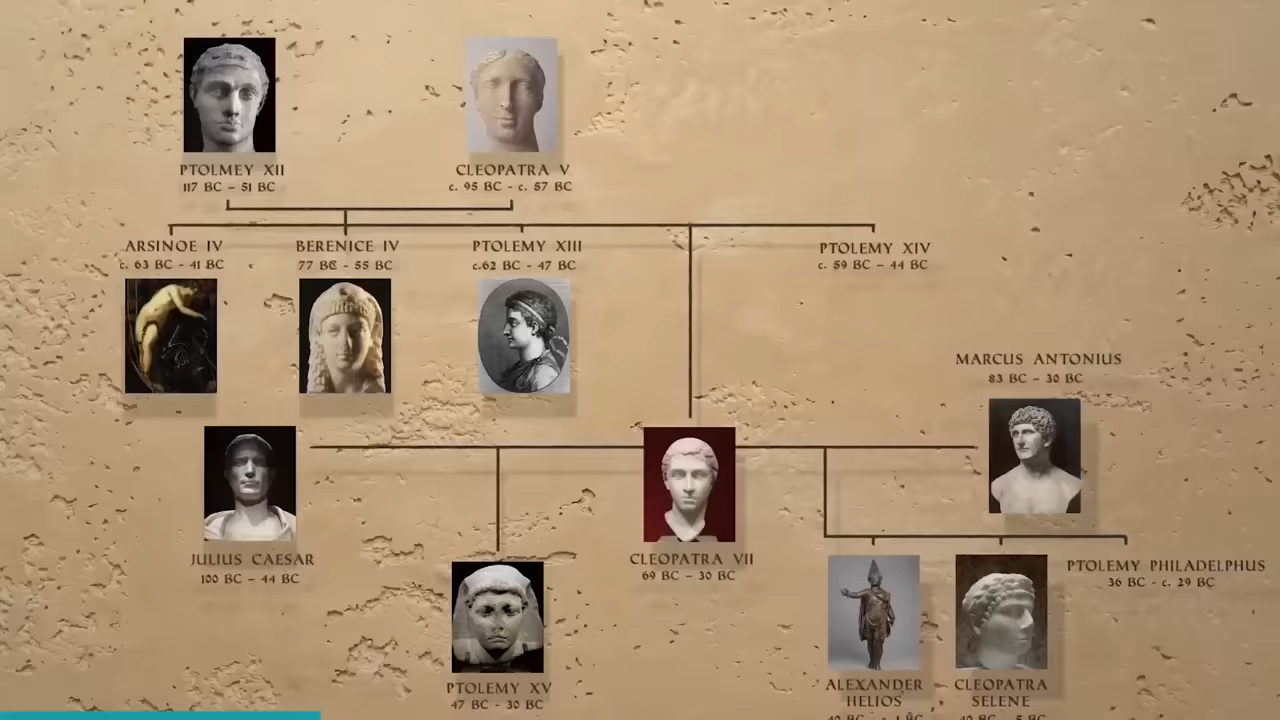 PTOLMEY XII
117 BC - 51 BC
CLEOPATRA V
c. 95 BC - c. 57 BC
ARSINOE IV
c. 63 BC - 41 BC
BERENICE IV
77 BC - 55 BC
PTOLEMY XIII
c.62 BC - 47 BC
PTOLEMY XIV
c. 59 BC - 44 BC
MARCUS ANTONIUS
83 BC - 30 BC
JULIUS CAESAR
100 BC - 44 BC
CLEOPATRA VII
69 BC - 30 BC
PTOLEMY PHILADELPHUS
36 BC - c. 29 BC
PTOLEMY XV
47 BC - 30 BC
ALEXANDER
HELIOS
CLEOPATRA
SELENE